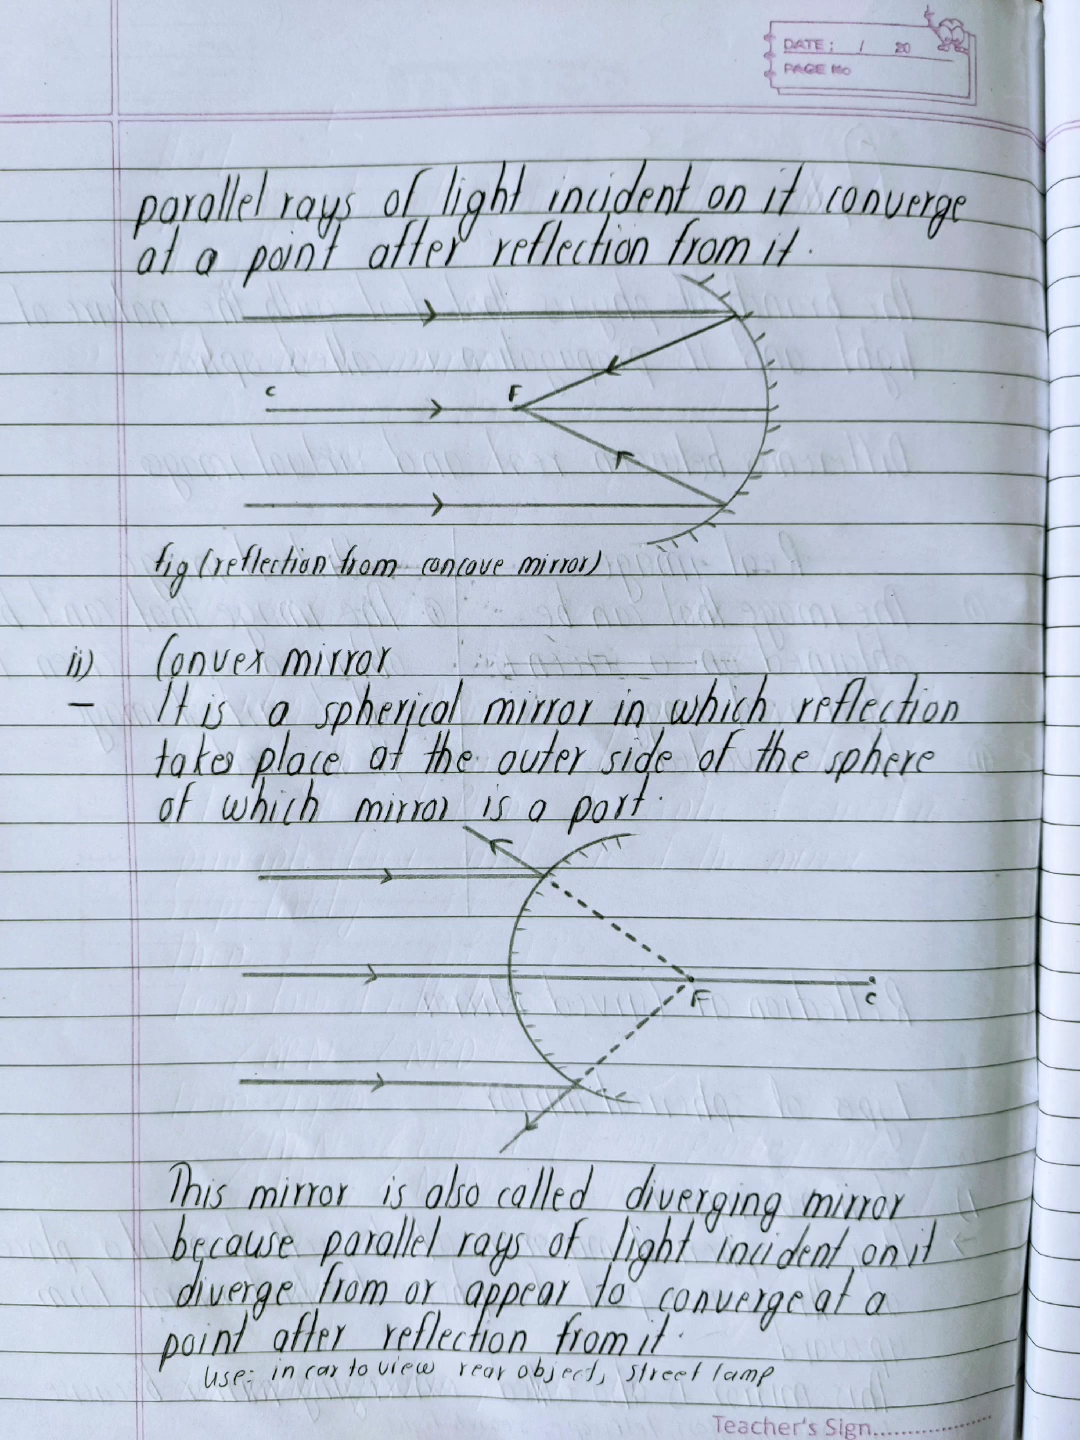 DATE: / 20
PAGE No
parallel rays of light incident on it converge
at a point after reflection from it.
C
F
fig (reflection from concave mirror)
ii) Convex mirror
- It is a spherical mirror in which reflection
takes place at the outer side of the sphere
of which mirror is a part.
F
C
This mirror is also called diverging mirror
because parallel rays of light incident on it
diverge from or appear to converge at a
point after reflection from it.
Use:- in car to view rear object, street lamp
Teacher's Sign..................